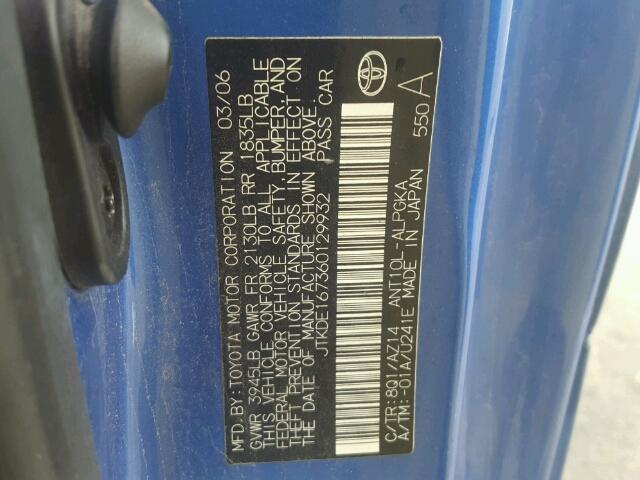 MFD. BY: TOYOTA MOTOR CORPORATION 03/06
GVWR 3945LB GAWR FR 2130LB RR 1835LB
THIS VEHICLE CONFORMS TO ALL APPLICABLE
FEDERAL MOTOR VEHICLE SAFETY, BUMPER, AND
THEFT PREVENTION STANDARDS IN EFFECT ON
THE DATE OF MANUFACTURE SHOWN ABOVE.
JTKDE167360129932 PASS CAR
C/TR: 8Q1/AZ14 ANT10L-ALPGKA
A/TM: -01A/U241E MADE IN JAPAN
550 A